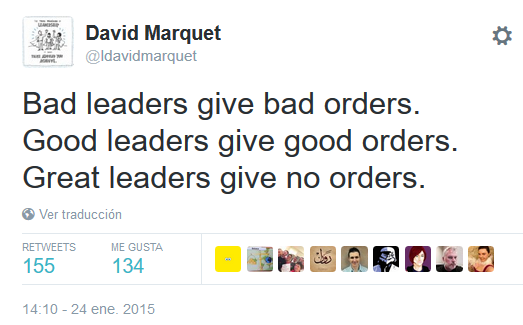 David Marquet
@ldavidmarquet
Bad leaders give bad orders.
Good leaders give good orders.
Great leaders give no orders.
Ver traducción
RETWEETS ME GUSTA
155 134
14:10 - 24 ene. 2015